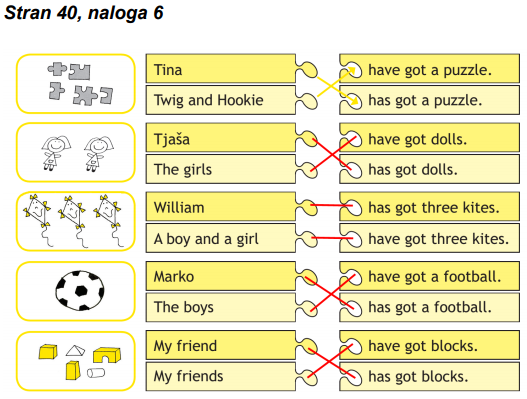 Stran 40, naloga 6
Tina have got a puzzle.
Twig and Hookie has got a puzzle.
Tjaša have got dolls.
The girls has got dolls.
William has got three kites.
A boy and a girl have got three kites.
Marko have got a football.
The boys has got a football.
My friend have got blocks.
My friends has got blocks.